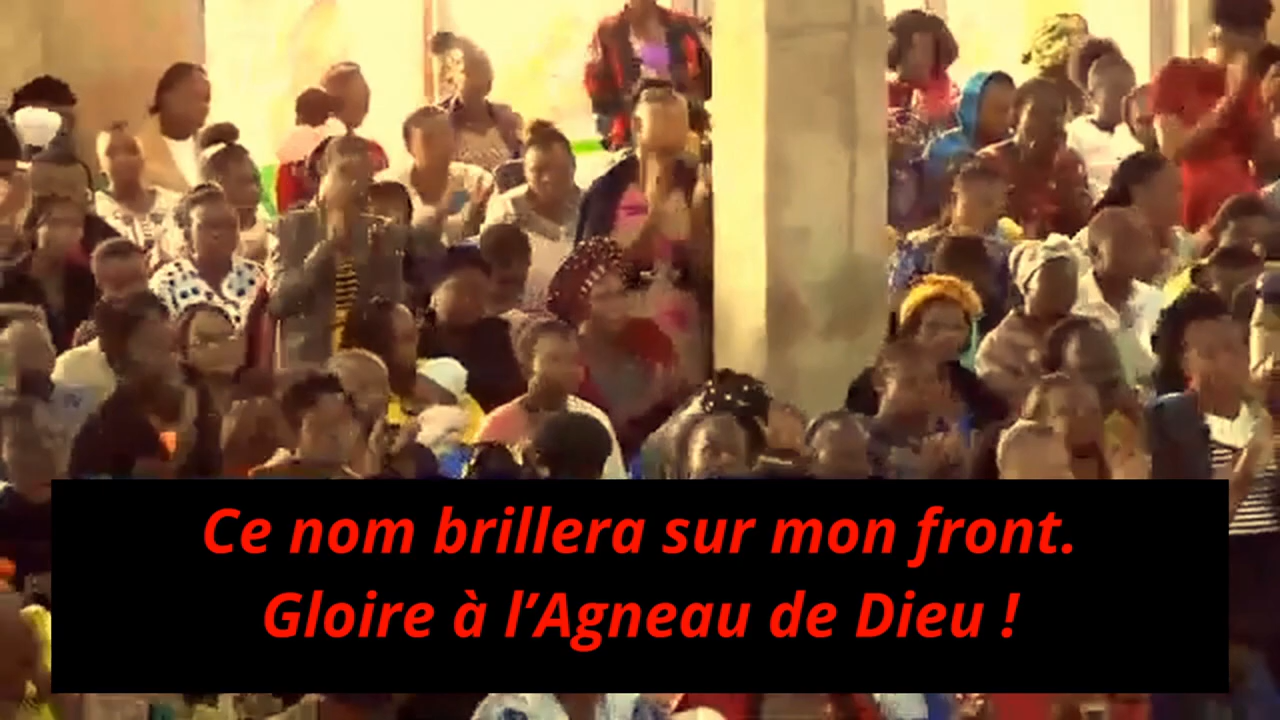 Ce nom brillera sur mon front.
Gloire à l’Agneau de Dieu !